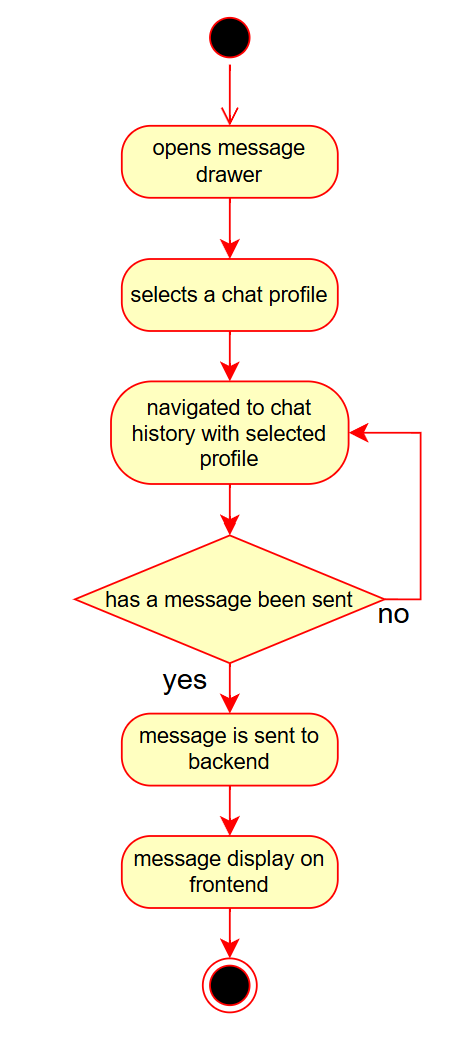 opens message
drawer
selects a chat profile
navigated to chat
history with selected
profile
has a message been sent
no
yes
message is sent to
backend
message display on
frontend